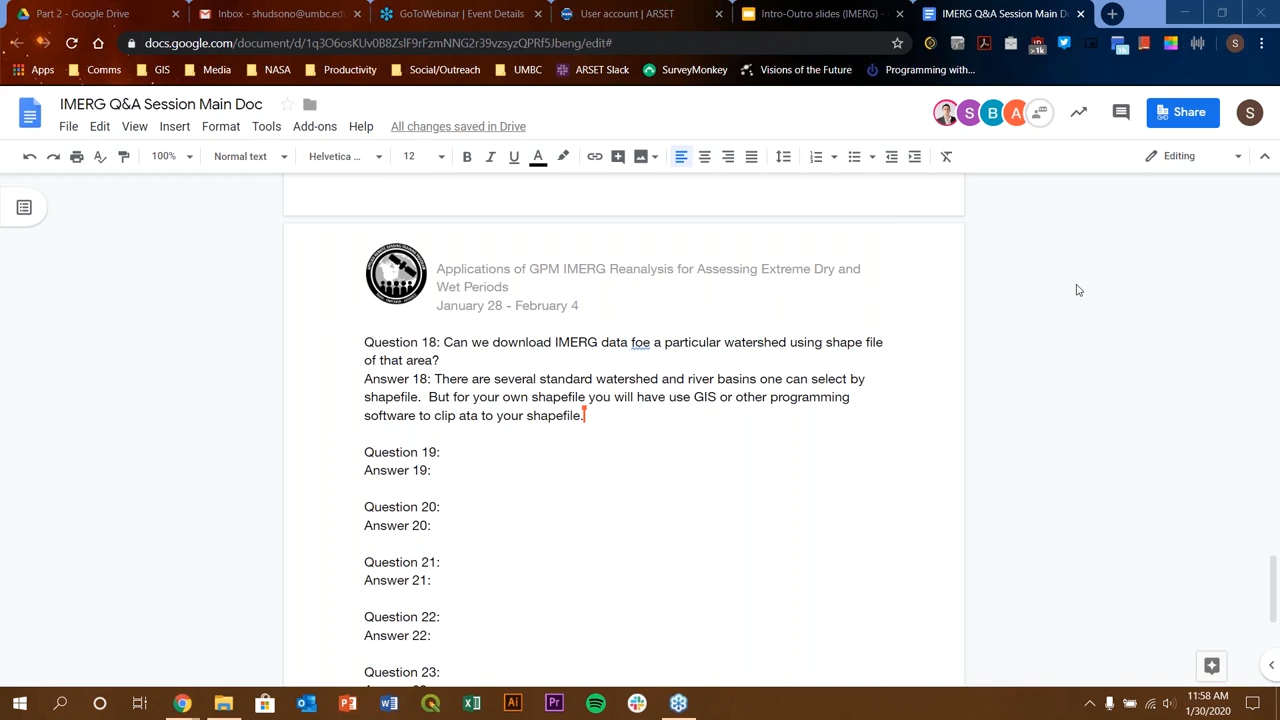 Part 2 - Google Drive
Inbox - shudsono@umbc.ed
GoToWebinar | Event Details
User account | ARSET
Intro-Outro slides (IMERG) -
IMERG Q&A Session Main D
docs.google.com/document/d/1q3O6osKUv0B8ZsIF9rFzmNNG2r39vzsyzQPRf5Jbeng/edit#
>1k
1k
S
Apps
Comms
GIS
Media
NASA
Productivity
Social/Outreach
UMBC
ARSET Slack
SurveyMonkey
Visions of the Future
Programming with...
IMERG Q&A Session Main Doc
File Edit View Insert Format Tools Add-ons Help All changes saved in Drive
S B A
Share
S
100%
Normal text
Helvetica ...
12
B I U A
Editing
Applications of GPM IMERG Reanalysis for Assessing Extreme Dry and
Wet Periods
January 28 - February 4
Question 18: Can we download IMERG data foe a particular watershed using shape file
of that area?
Answer 18: There are several standard watershed and river basins one can select by
shapefile.  But for your own shapefile you will have use GIS or other programming
software to clip ata to your shapefile.
Question 19:
Answer 19:
Question 20:
Answer 20:
Question 21:
Answer 21:
Question 22:
Answer 22:
Question 23:
11:58 AM
1/30/2020